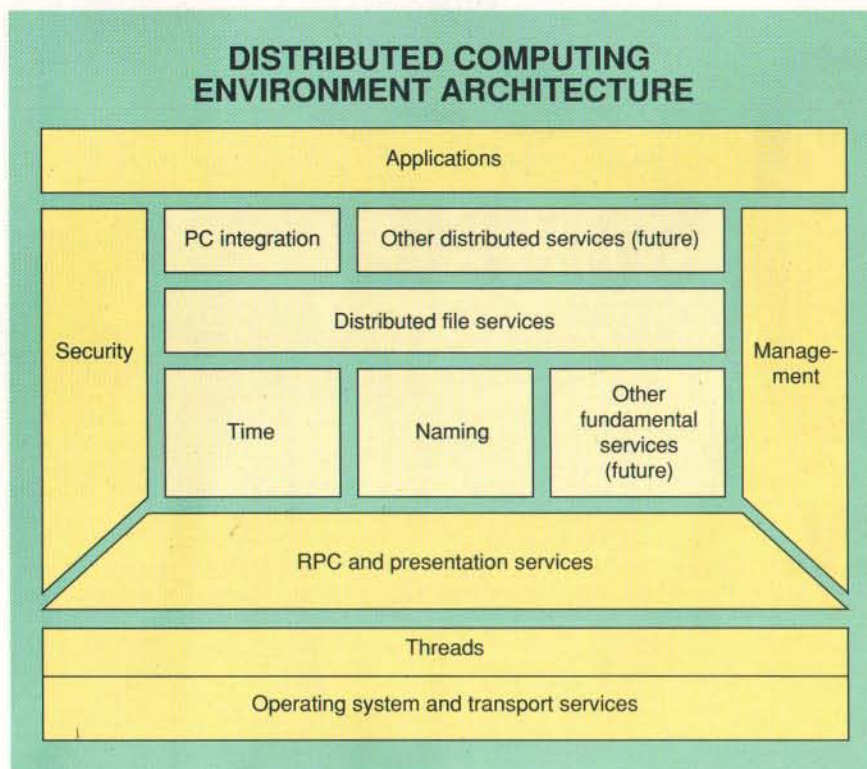 DISTRIBUTED COMPUTING
ENVIRONMENT ARCHITECTURE
Applications
PC integration
Other distributed services (future)
Distributed file services
Security
Manage-
ment
Time
Naming
Other
fundamental
services
(future)
RPC and presentation services
Threads
Operating system and transport services